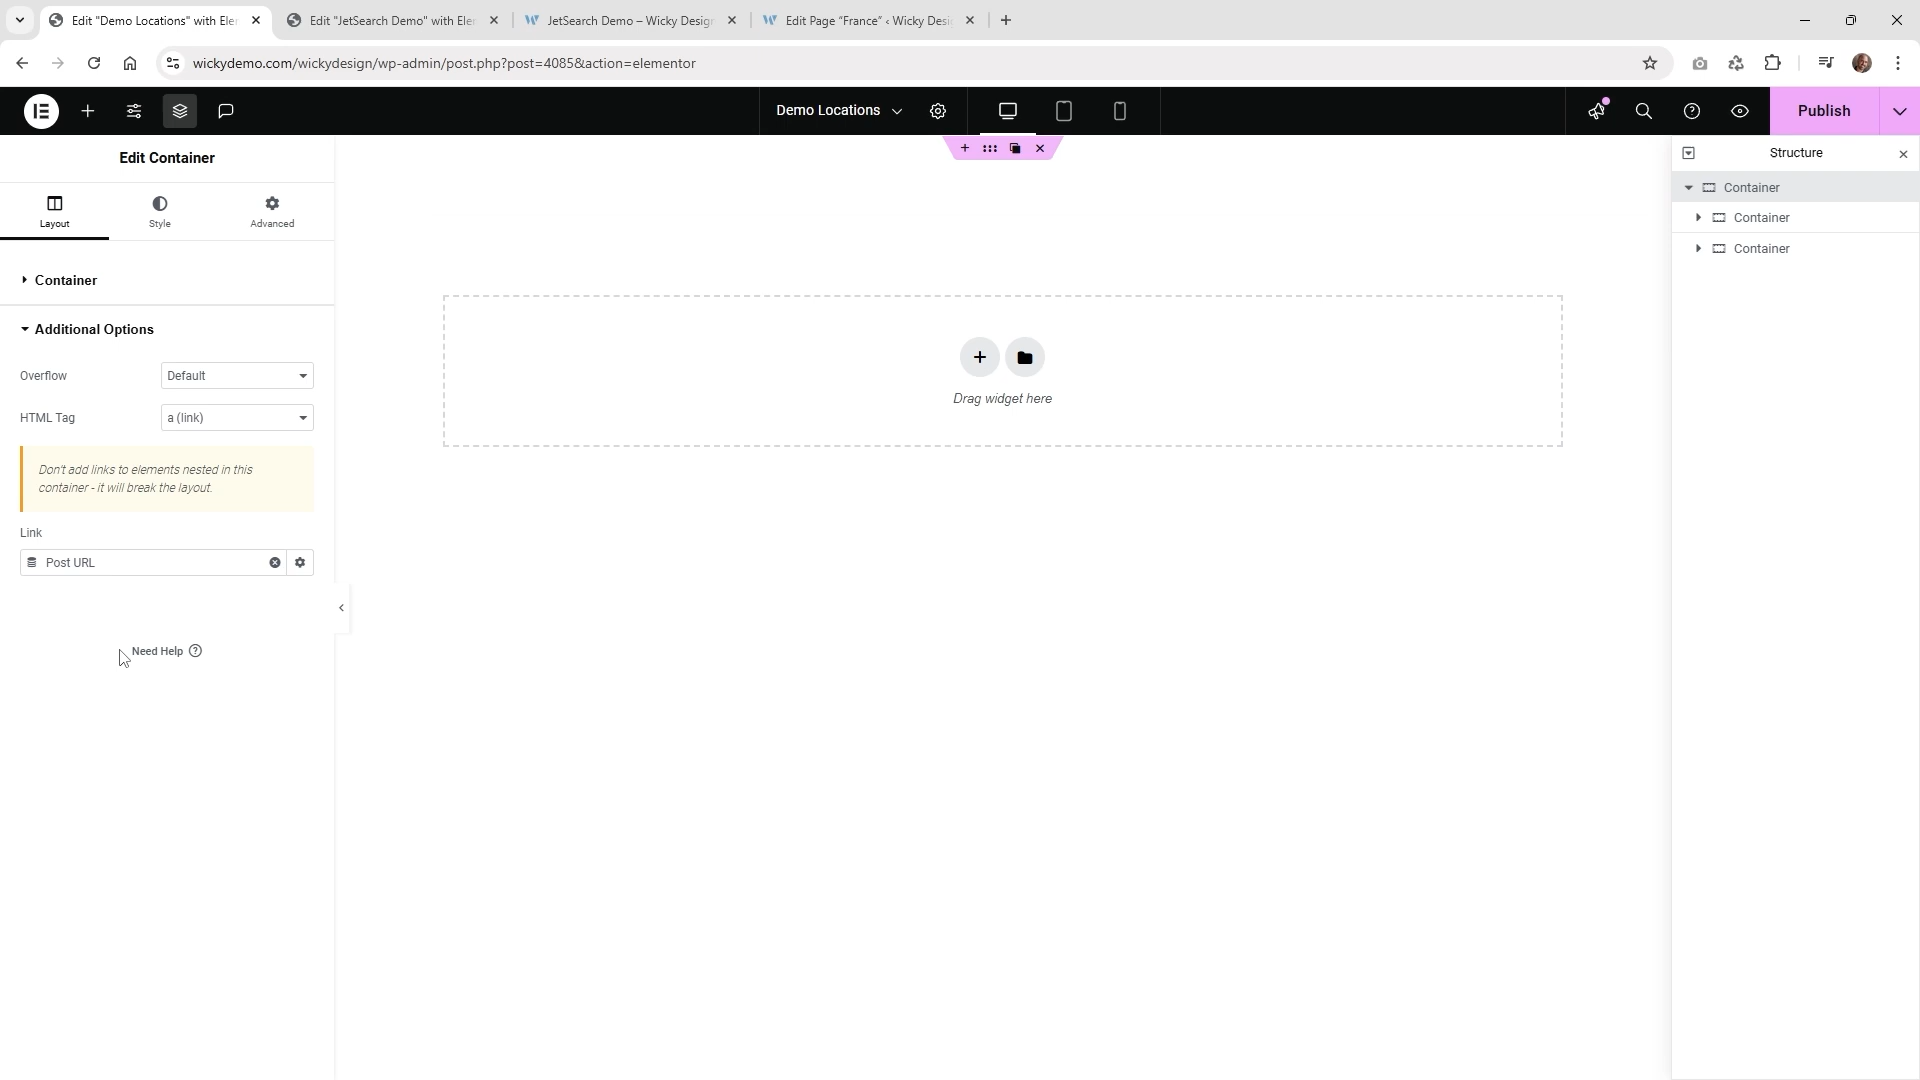 Edit "Demo Locations" with Ele
Edit "JetSearch Demo" with Ele
JetSearch Demo – Wicky Design
Edit Page "France" ‹ Wicky Desi
wickydemo.com/wickydesign/wp-admin/post.php?post=4085&action=elementor
Demo Locations
Publish
Edit Container
Layout
Style
Advanced
Container
Additional Options
Overflow
Default
HTML Tag
a (link)
Don't add links to elements nested in this
container - it will break the layout.
Link
Post URL
Need Help
Drag widget here
Structure
Container
Container
Container